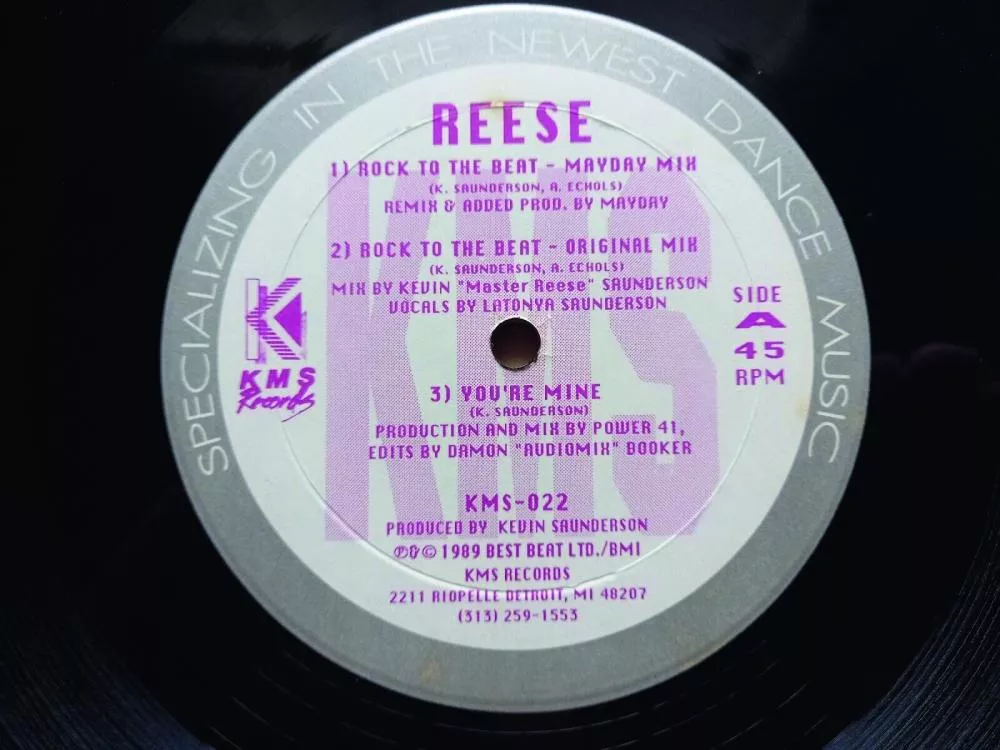 SPECIALIZING IN THE NEWEST DANCE MUSIC
REESE
1) ROCK TO THE BEAT - MAYDAY MIX
(K. SAUNDERSON, A. ECHOLS)
REMIX & ADDED PROD. BY MAYDAY
2) ROCK TO THE BEAT - ORIGINAL MIX
(K. SAUNDERSON, A. ECHOLS)
MIX BY KEVIN "Master Reese" SAUNDERSON
VOCALS BY LATONYA SAUNDERSON
K
KMS
Records
SIDE
A
45
RPM
KMS
3) YOU'RE MINE
(K. SAUNDERSON)
PRODUCTION AND MIX BY POWER 41,
EDITS BY DAMON "AUDIOMIX" BOOKER
KMS-022
PRODUCED BY KEVIN SAUNDERSON
℗&© 1989 BEST BEAT LTD./BMI
KMS RECORDS
2211 RIOPELLE DETROIT, MI 48207
(313) 259-1553